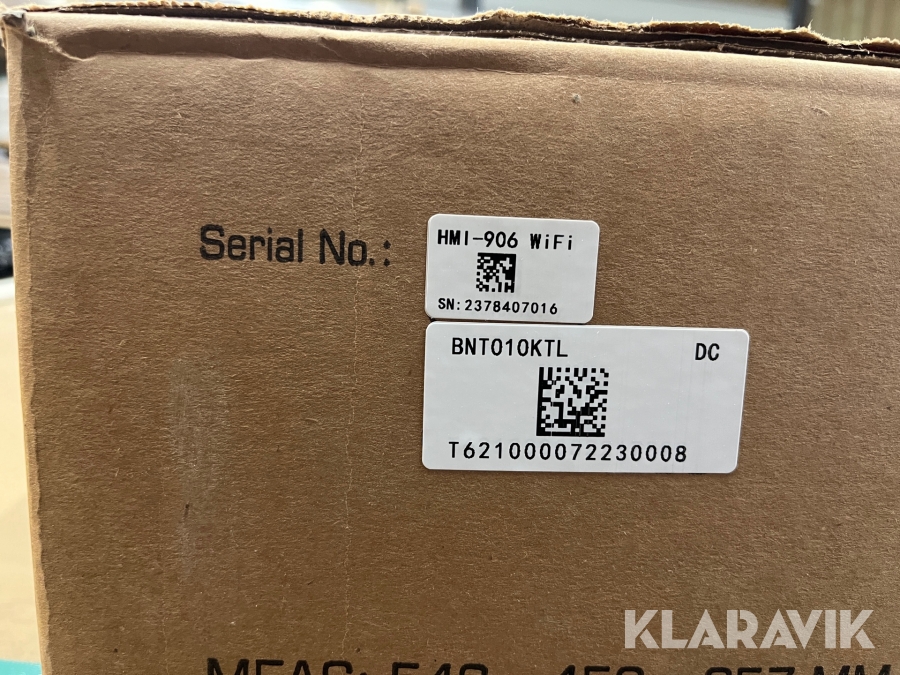 Serial No.:
HMI-906 WiFi
SN:2378407016
BNT010KTL DC
T621000072230008
KLARAVIK